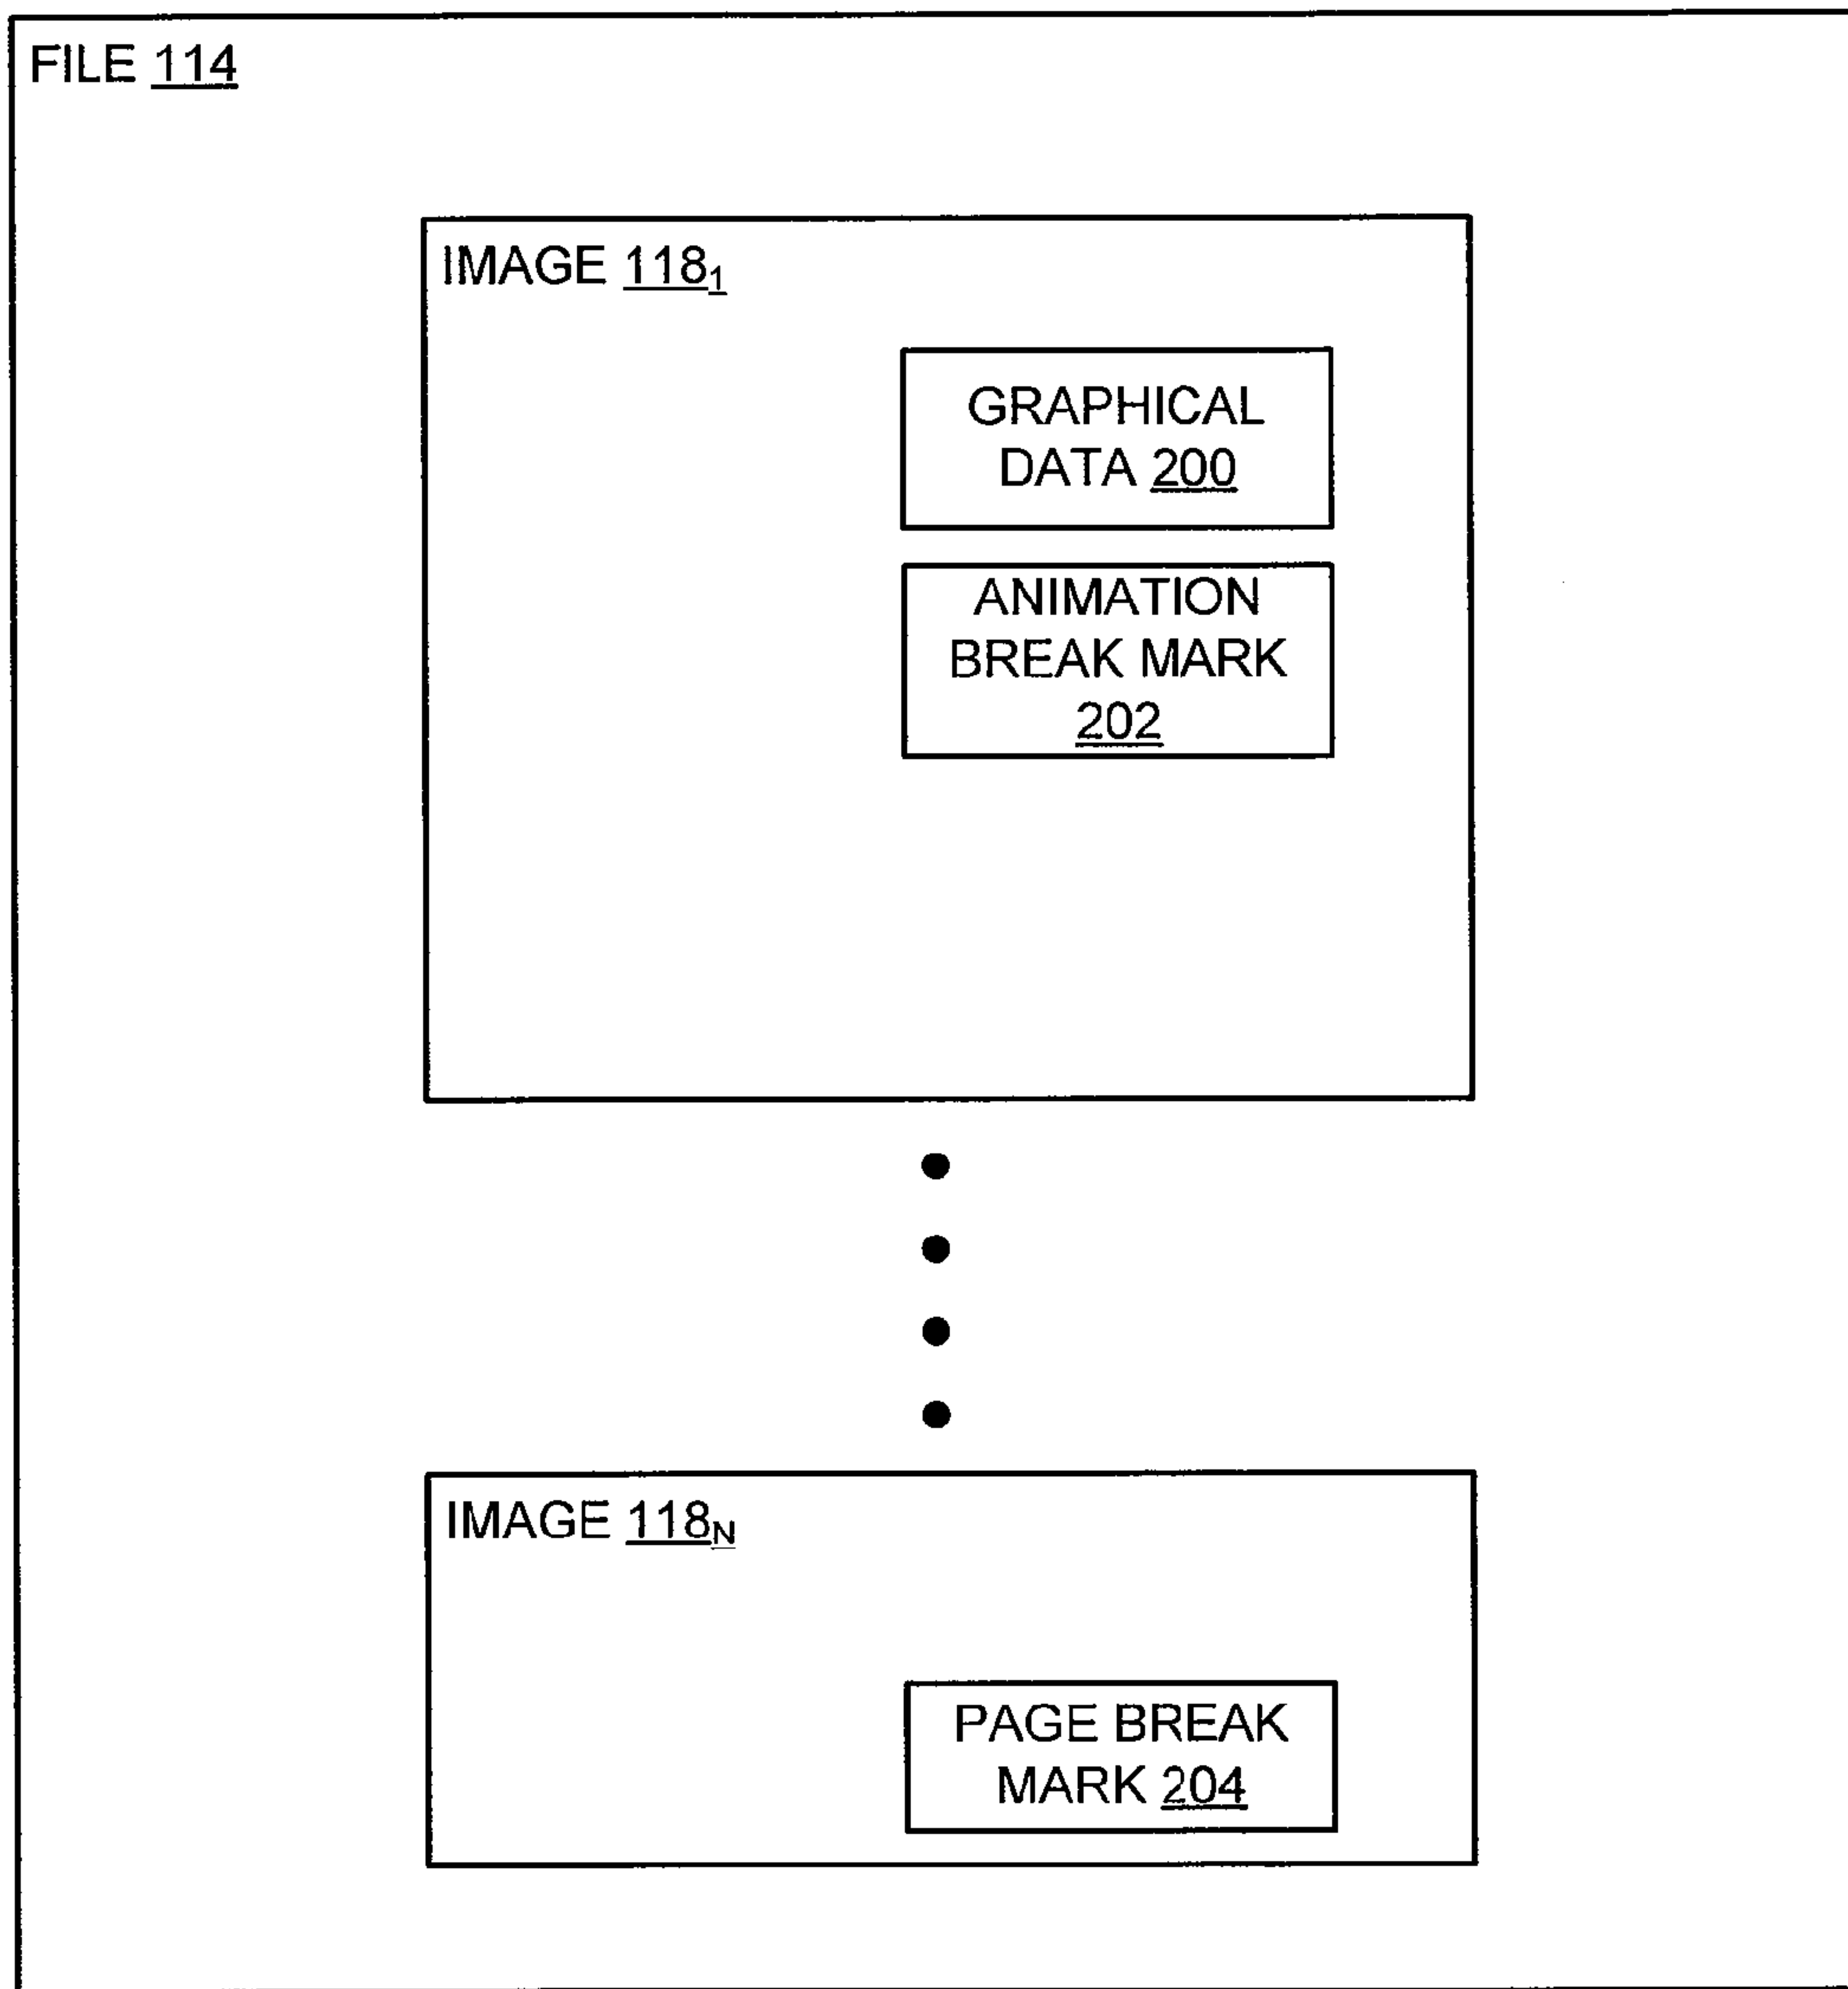 FILE 114
IMAGE 118₁
GRAPHICAL
DATA 200
ANIMATION
BREAK MARK
202
IMAGE 118N
PAGE BREAK
MARK 204